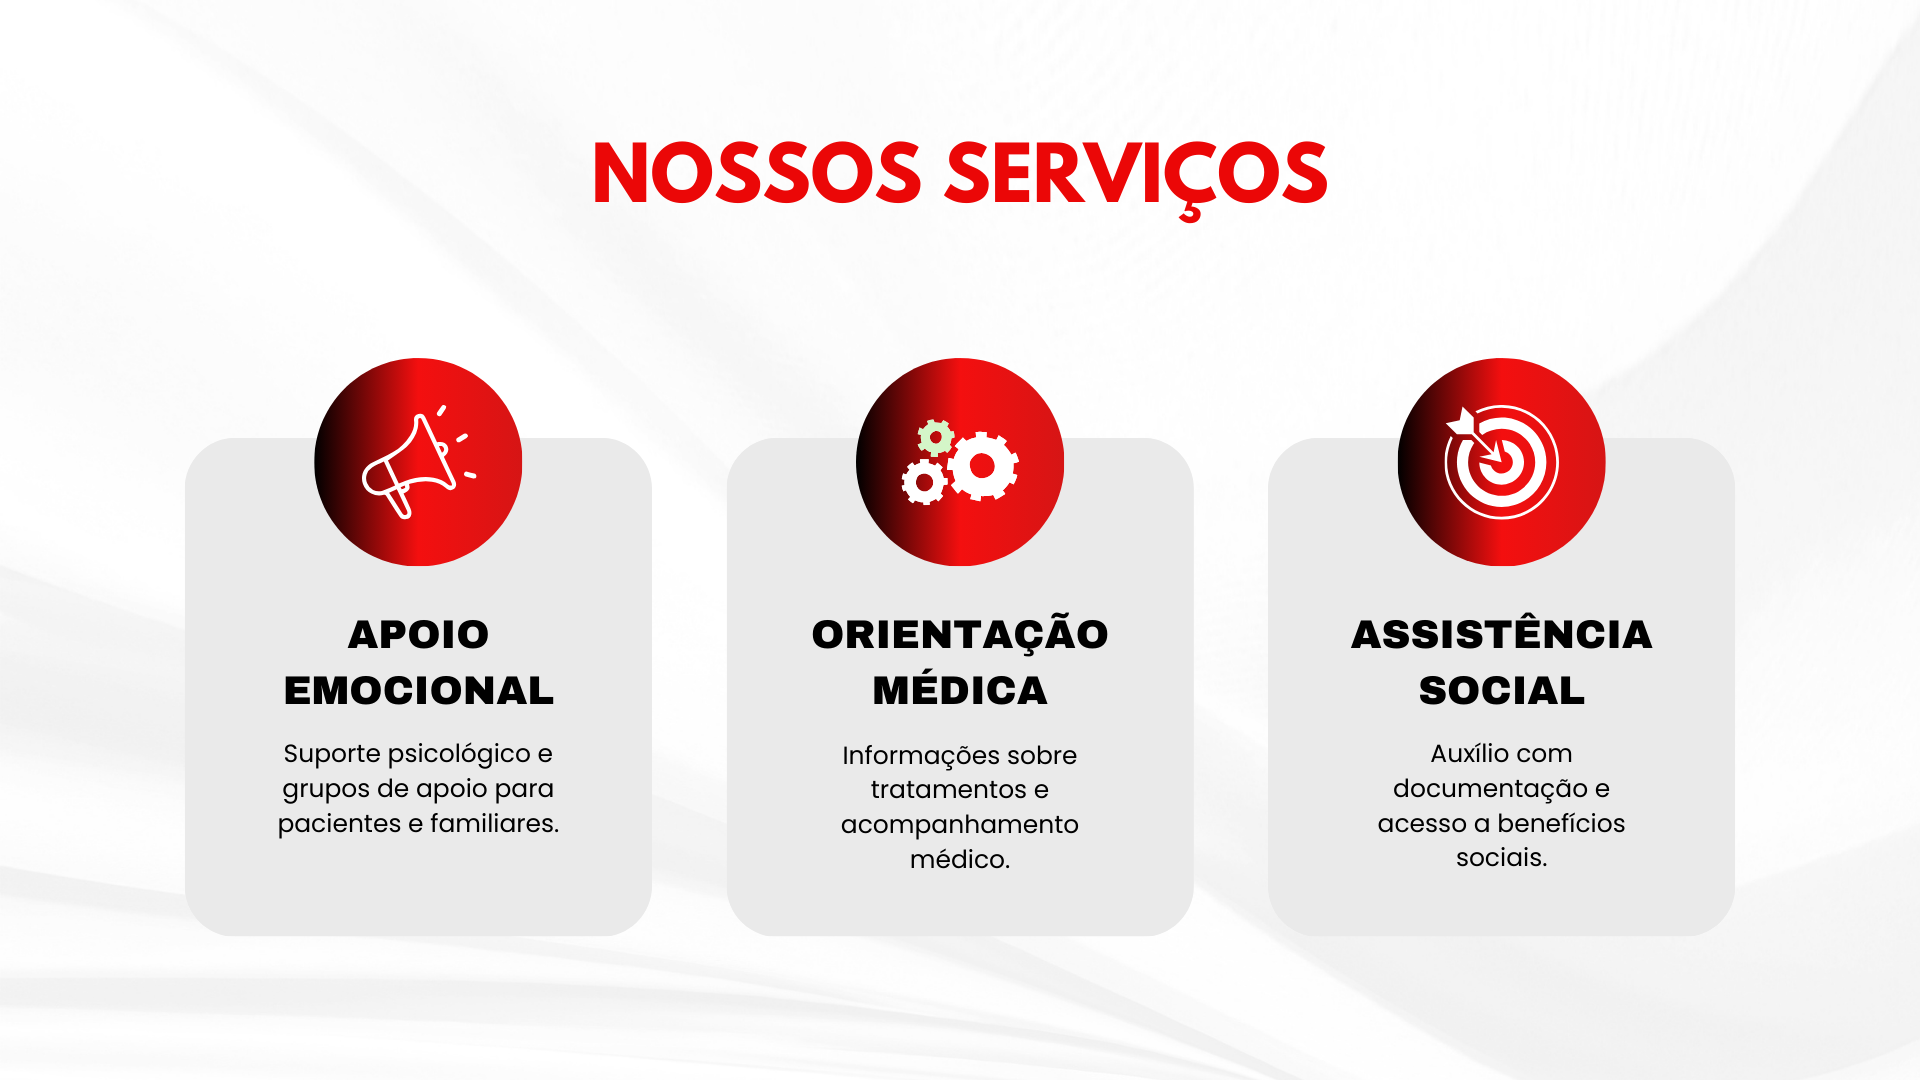 NOSSOS SERVIÇOS
APOIO
EMOCIONAL
Suporte psicológico e
grupos de apoio para
pacientes e familiares.
ORIENTAÇÃO
MÉDICA
Informações sobre
tratamentos e
acompanhamento
médico.
ASSISTÊNCIA
SOCIAL
Auxílio com
documentação e
acesso a benefícios
sociais.